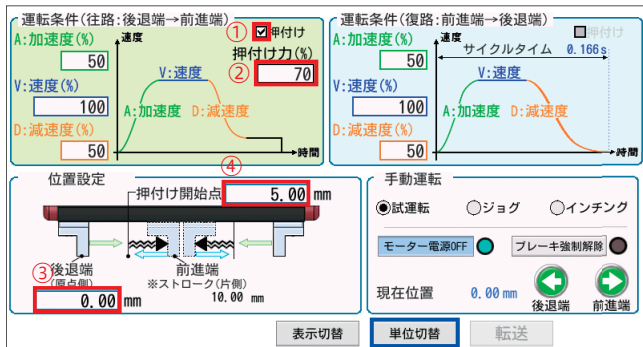 運転条件(往路:後退端→前進端)
A:加速度(%)
50
V:速度(%)
100
D:減速度(%)
50
速度
① 押付け
押付け力(%)
② 70
V:速度
A:加速度 D:減速度
時間
運転条件(復路:前進端→後退端)
A:加速度(%)
50
V:速度(%)
100
D:減速度(%)
50
速度
押付け
サイクルタイム 0.166s
V:速度
A:加速度 D:減速度
時間
位置設定
④
押付け開始点 5.00 mm
③ 後退端
(原点側)
0.00 mm
前進端
※ストローク(片側)
10.00 mm
手動運転
試運転 ジョグ インチング
モーター電源OFF ブレーキ強制解除
現在位置 0.00 mm
後退端 前進端
表示切替 単位切替 転送